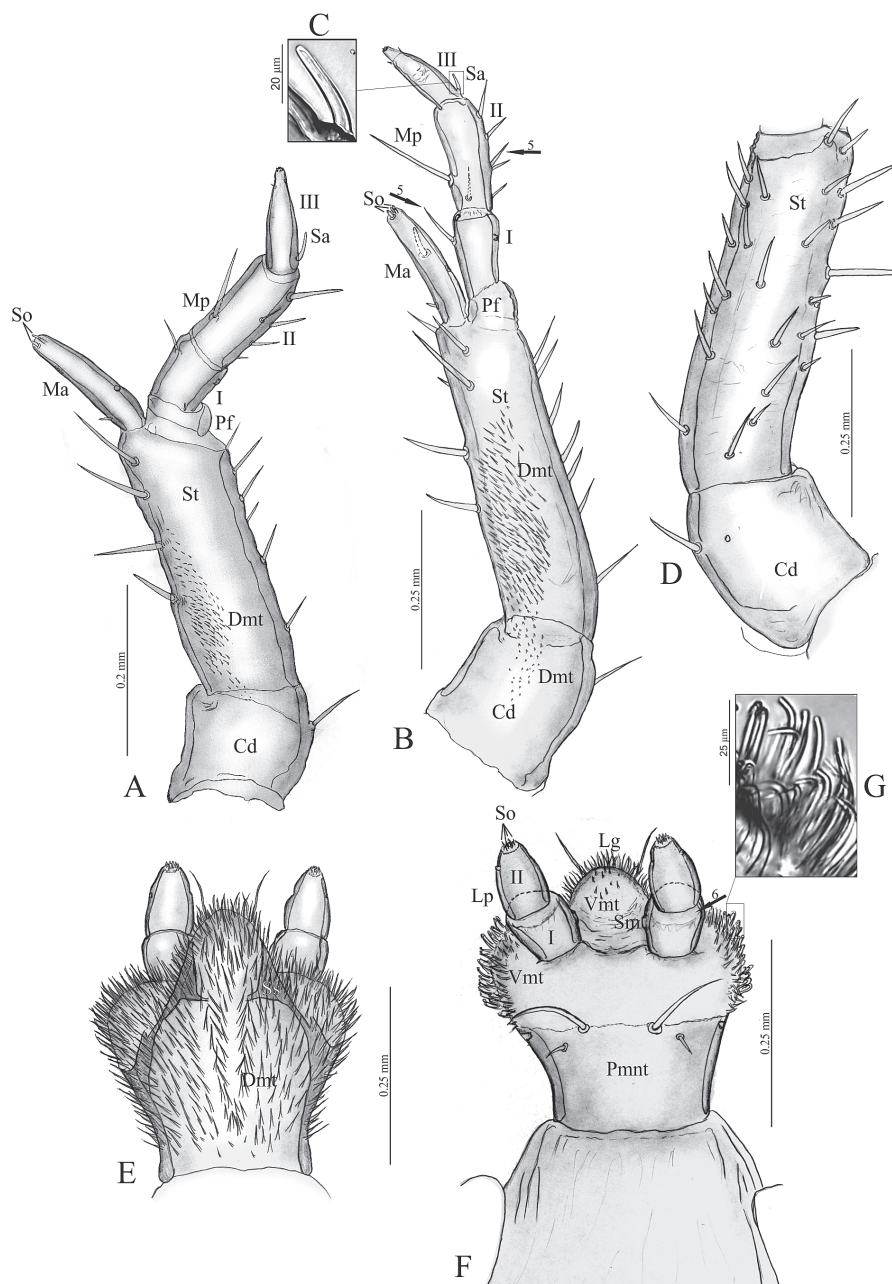 C
20 µm
III
Sa
II
Mp
5
So
5
I
Ma
Pf
St
Dmt
0.25 mm
Dmt
Cd
B
III
Sa
Mp
So
II
Ma
I
Pf
St
Dmt
0.2 mm
Cd
A
St
0.25 mm
D
Cd
25 µm
G
So
Lg
II
Lp
Vmt
6
Sm
I
Vmt
0.25 mm
Pmnt
F
Dmt
0.25 mm
E